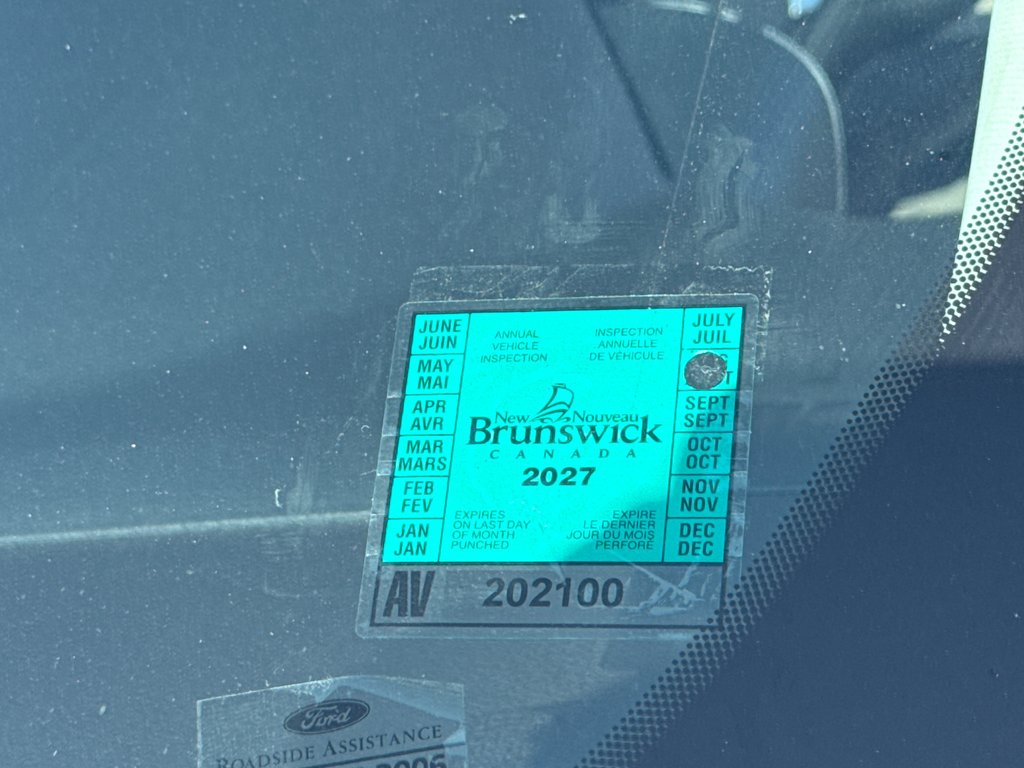 JUNE
JUIN
MAY
MAI
APR
AVR
MAR
MARS
FEB
FEV
JAN
JAN
ANNUAL
VEHICLE
INSPECTION
INSPECTION
ANNUELLE
DE VÉHICULE
New Nouveau
Brunswick
CANADA
2027
EXPIRES
ON LAST DAY
OF MONTH
PUNCHED
EXPIRE
LE DERNIER
JOUR DU MOIS
PERFORÉ
JULY
JUIL
SEPT
SEPT
OCT
OCT
NOV
NOV
DEC
DEC
AV 202100
Ford
ROADSIDE ASSISTANCE